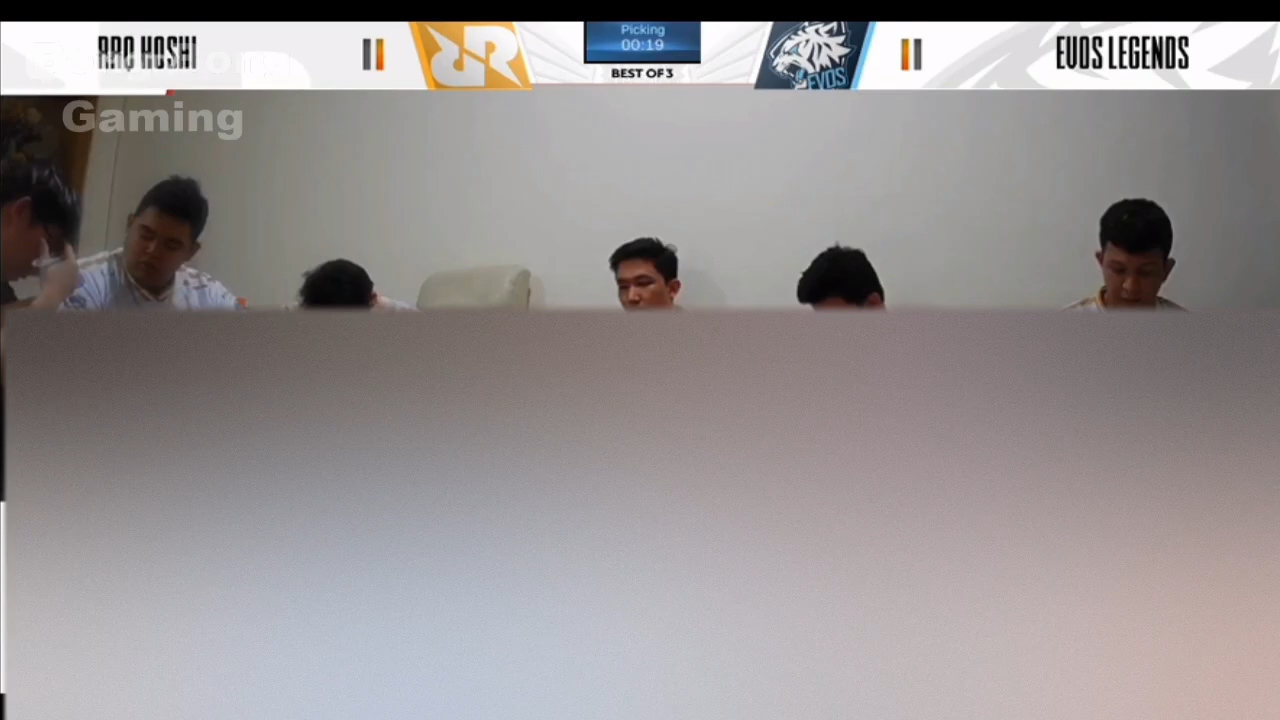 RRQ HOSHI
Picking
00:19
BEST OF 3
EVOS
EVOS LEGENDS
Gaming